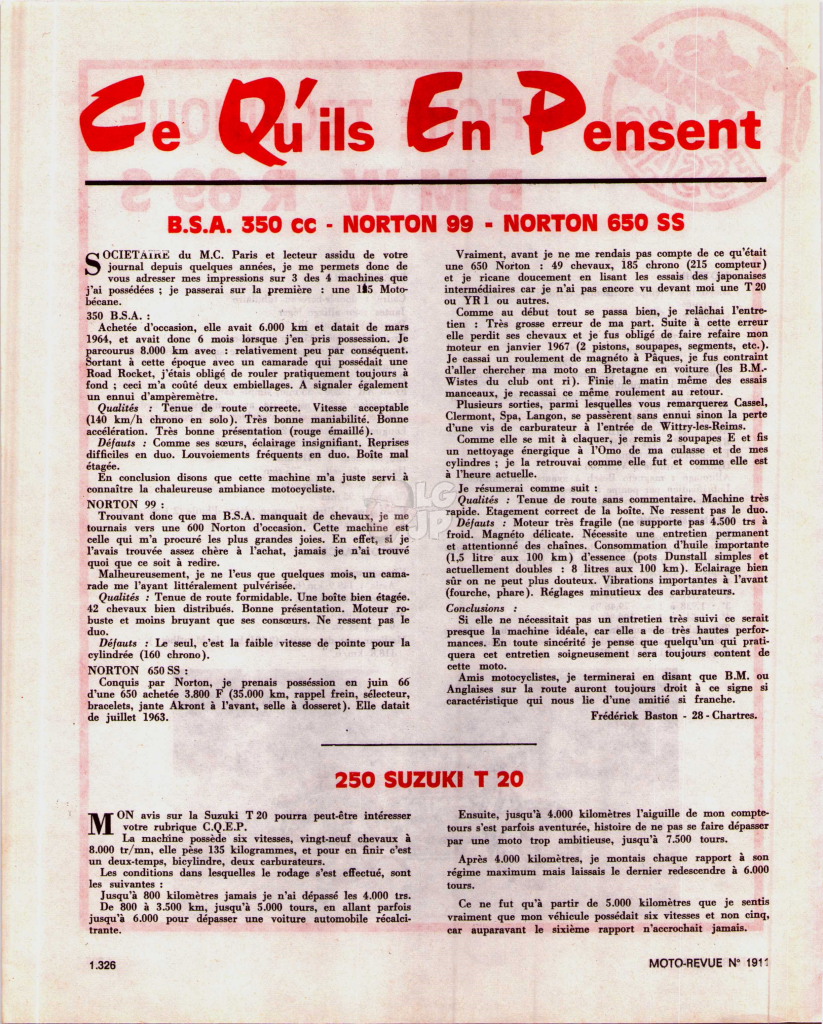 Ce Qu'ils En Pensent
B.S.A. 350 cc - NORTON 99 - NORTON 650 SS
SOCIETAIRE du M.C. Paris et lecteur assidu de votre
journal depuis quelques années, je me permets donc de
vous adresser mes impressions sur 3 des 4 machines que
j'ai possédées ; je passerai sur la première : une Moto-
bécane.
350 B.S.A. :
Achetée d'occasion, elle avait 6.000 km et datait de mars
1964, et avait donc 6 mois lorsque j'en pris possession. Je
parcourus 8.000 km avec : relativement peu par conséquent.
Sortant à cette époque avec un camarade qui possédait une
Road Rocket, j'étais obligé de rouler pratiquement toujours à
fond ; ceci m'a coûté deux embiellages. A signaler également
un ennui d'ampèremètre.
Qualités : Tenue de route correcte. Vitesse acceptable
(140 km/h chrono en solo). Très bonne maniabilité. Bonne
accélération. Très bonne présentation (rouge émaillé).
Défauts : Comme ses sœurs, éclairage insignifiant. Reprises
difficiles en duo. Louvoiements fréquents en duo. Boîte mal
étagée.
En conclusion disons que cette machine m'a juste servi à
connaître la chaleureuse ambiance motocycliste.
NORTON 99 :
Trouvant donc que ma B.S.A. manquait de chevaux, je me
tournais vers une 600 Norton d'occasion. Cette machine est
celle qui m'a procuré les plus grandes joies. En effet, si je
l'avais trouvée assez chère à l'achat, jamais je n'ai trouvé
quoi que ce soit à redire.
Malheureusement, je ne l'eus que quelques mois, un cama-
rade me l'ayant littéralement pulvérisée.
Qualités : Tenue de route formidable. Une boîte bien étagée.
42 chevaux bien distribués. Bonne présentation. Moteur ro-
buste et moins bruyant que ses consœurs. Ne ressent pas le
duo.
Défauts : Le seul, c'est la faible vitesse de pointe pour la
cylindrée (160 chrono).
NORTON 650 SS :
Conquis par Norton, je prenais posséssion en juin 66
d'une 650 achetée 3.800 F (35.000 km, rappel frein, sélecteur,
bracelets, jante Akront à l'avant, selle à dosseret). Elle datait
de juillet 1963.
Vraiment, avant je ne me rendais pas compte de ce qu'était
une 650 Norton : 49 chevaux, 185 chrono (215 compteur)
et je ricane doucement en lisant les essais des japonaises
intermédiaires car je n'ai pas encore vu devant moi une T 20
ou YR 1 ou autres.
Comme au début tout se passa bien, je relâchai l'entre-
tien : Très grosse erreur de ma part. Suite à cette erreur
elle perdit ses chevaux et je fus obligé de faire refaire mon
moteur en janvier 1967 (2 pistons, soupapes, segments, etc.).
Je cassai un roulement de magnéto à Pâques, je fus contraint
d'aller chercher ma moto en Bretagne en voiture (les B.M.-
Wistes du club ont ri). Finie le matin même des essais
manceaux, je recassai ce même roulement au retour.
Plusieurs sorties, parmi lesquelles vous remarquerez Cassel,
Clermont, Spa, Langon, se passèrent sans ennui sinon la perte
d'une vis de carburateur à l'entrée de Wittry-les-Reims.
Comme elle se mit à claquer, je remis 2 soupapes E et fis
un nettoyage énergique à l'Omo de ma culasse et de mes
cylindres ; je la retrouvai comme elle fut et comme elle est
à l'heure actuelle.
Je résumerai comme suit :
Qualités : Tenue de route sans commentaire. Machine très
rapide. Etagement correct de la boîte. Ne ressent pas le duo.
Défauts : Moteur très fragile (ne supporte pas 4.500 trs à
froid. Magnéto délicate. Nécessite une entretien permanent
et attentionné des chaînes. Consommation d'huile importante
(1,5 litre aux 100 km) d'essence (pots Dunstall simples et
actuellement doubles : 8 litres aux 100 km). Eclairage bien
sûr on ne peut plus douteux. Vibrations importantes à l'avant
(fourche, phare). Réglages minutieux des carburateurs.
Conclusions :
Si elle ne nécessitait pas un entretien très suivi ce serait
presque la machine idéale, car elle a de très hautes perfor-
mances. En toute sincérité je pense que quelqu'un qui prati-
quera cet entretien soigneusement sera toujours content de
cette moto.
Amis motocyclistes, je terminerai en disant que B.M. ou
Anglaises sur la route auront toujours droit à ce signe si
caractéristique qui nous lie d'une amitié si franche.
Frédérick Baston - 28 - Chartres.
250 SUZUKI T 20
MON avis sur la Suzuki T 20 pourra peut-être intéresser
votre rubrique C.Q.E.P.
La machine possède six vitesses, vingt-neuf chevaux à
8.000 tr/mn, elle pèse 135 kilogrammes, et pour en finir c'est
un deux-temps, bicylindre, deux carburateurs.
Les conditions dans lesquelles le rodage s'est effectué, sont
les suivantes :
Jusqu'à 800 kilomètres jamais je n'ai dépassé les 4.000 trs.
De 800 à 3.500 km, jusqu'à 5.000 tours, en allant parfois
jusqu'à 6.000 pour dépasser une voiture automobile récalci-
trante.
Ensuite, jusqu'à 4.000 kilomètres l'aiguille de mon compte-
tours s'est parfois aventurée, histoire de ne pas se faire dépasser
par une moto trop ambitieuse, jusqu'à 7.500 tours.
Après 4.000 kilomètres, je montais chaque rapport à son
régime maximum mais laissais le dernier redescendre à 6.000
tours.
Ce ne fut qu'à partir de 5.000 kilomètres que je sentis
vraiment que mon véhicule possédait six vitesses et non cinq,
car auparavant le sixième rapport n'accrochait jamais.
1.326
MOTO-REVUE N° 1911